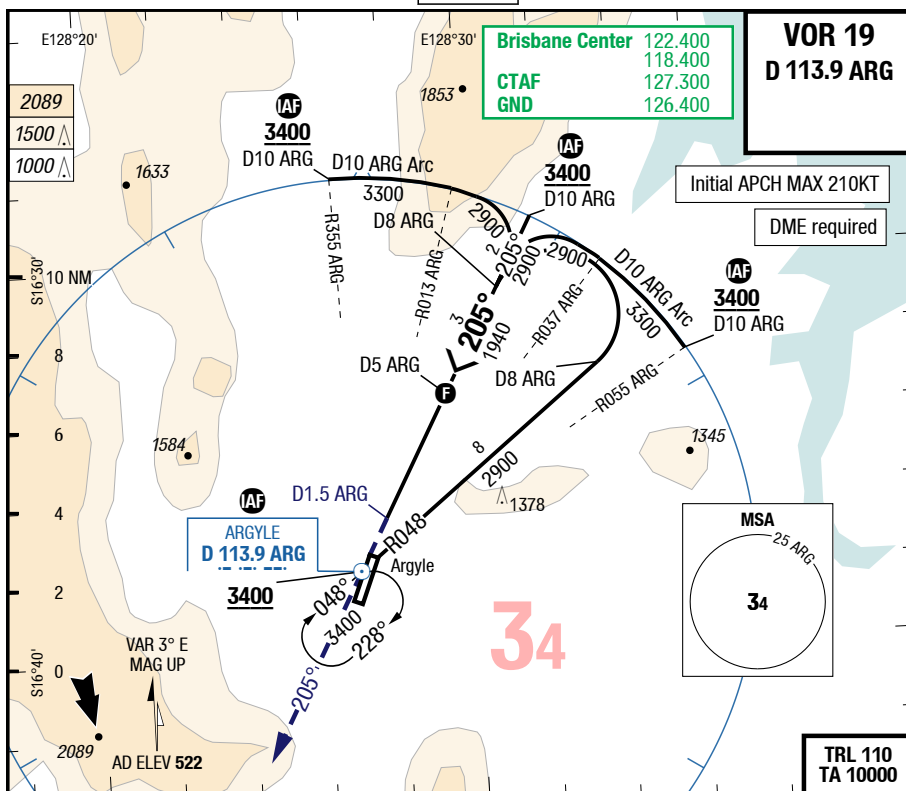 E128°20'
E128°30'
Brisbane Center 122.400
118.400
CTAF 127.300
GND 126.400
VOR 19
D 113.9 ARG
2089
1500
1000
1853
1633
IAF
3400
D10 ARG
D10 ARG Arc
3300
IAF
3400
D10 ARG
Initial APCH MAX 210KT
DME required
2900
D8 ARG
R355 ARG
R013 ARG
2
205°
2900
2900
D10 ARG Arc
3300
IAF
3400
D10 ARG
S16°30'
10 NM
R037 ARG
3
205°
1940
8
D5 ARG
F
D8 ARG
R055 ARG
6
1584
1345
8
2900
1378
IAF
D1.5 ARG
4
ARGYLE
D 113.9 ARG
R048
Argyle
MSA
25 ARG
34
3400
2
048°
3400
228°
34
VAR 3° E
MAG UP
0
S16°40'
205°
2089
AD ELEV 522
TRL 110
TA 10000